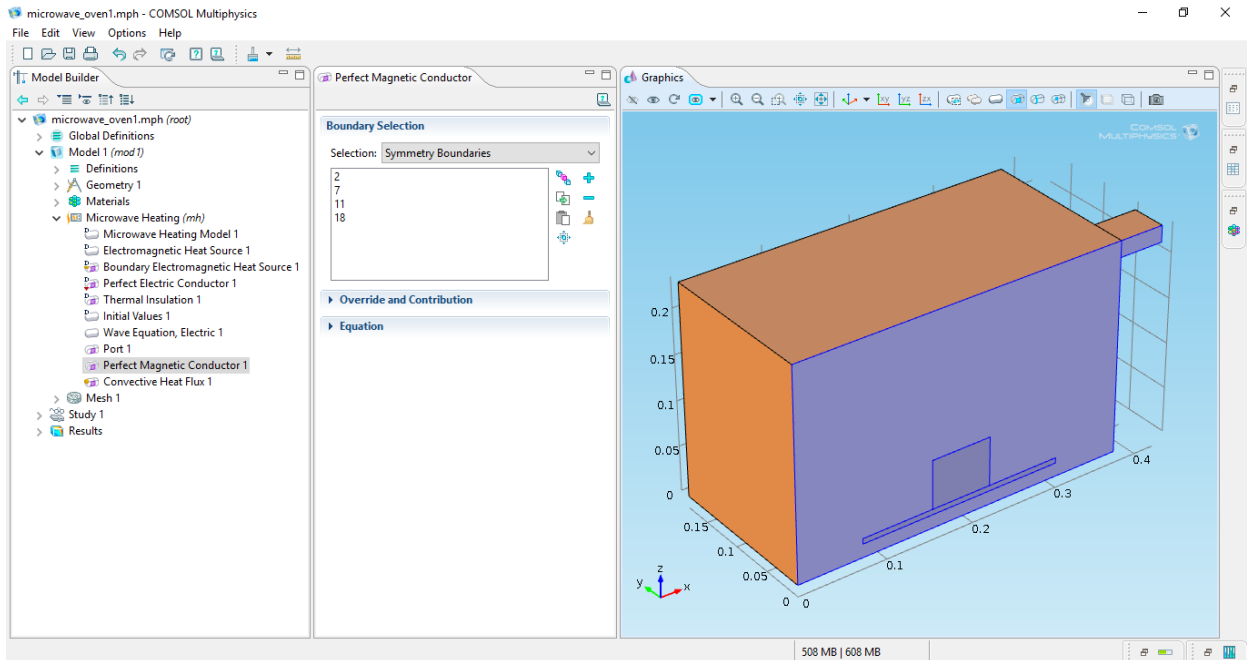 microwave_oven1.mph - COMSOL Multiphysics
File Edit View Options Help
Model Builder
microwave_oven1.mph (root)
Global Definitions
Model 1 (mod1)
Definitions
Geometry 1
Materials
Microwave Heating (mh)
Microwave Heating Model 1
Electromagnetic Heat Source 1
Boundary Electromagnetic Heat Source 1
Perfect Electric Conductor 1
Thermal Insulation 1
Initial Values 1
Wave Equation, Electric 1
Port 1
Perfect Magnetic Conductor 1
Convective Heat Flux 1
Mesh 1
Study 1
Results
Perfect Magnetic Conductor
Boundary Selection
Selection: Symmetry Boundaries
2
7
11
18
Override and Contribution
Equation
Graphics
xy yz zx
COMSOL
MULTIPHYSICS
0.2
0.15
0.1
0.05
0
0.15
0.1
0.05
0
0
0.1
0.2
0.3
0.4
z
y
x
508 MB | 608 MB